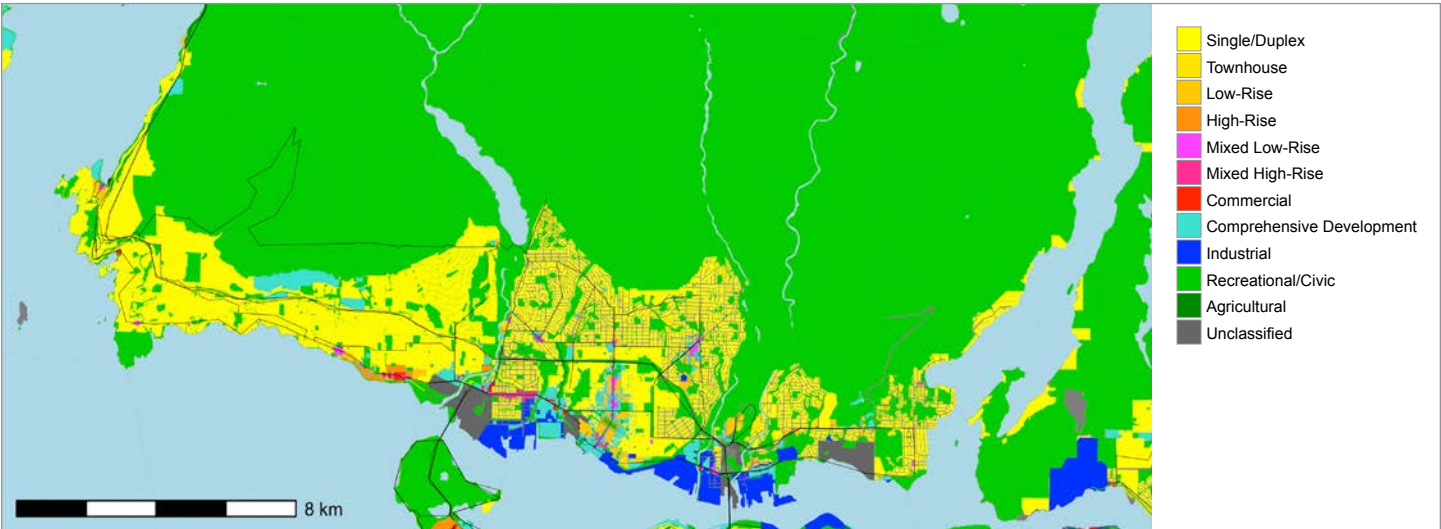 Single/Duplex
Townhouse
Low-Rise
High-Rise
Mixed Low-Rise
Mixed High-Rise
Commercial
Comprehensive Development
Industrial
Recreational/Civic
Agricultural
Unclassified
8 km